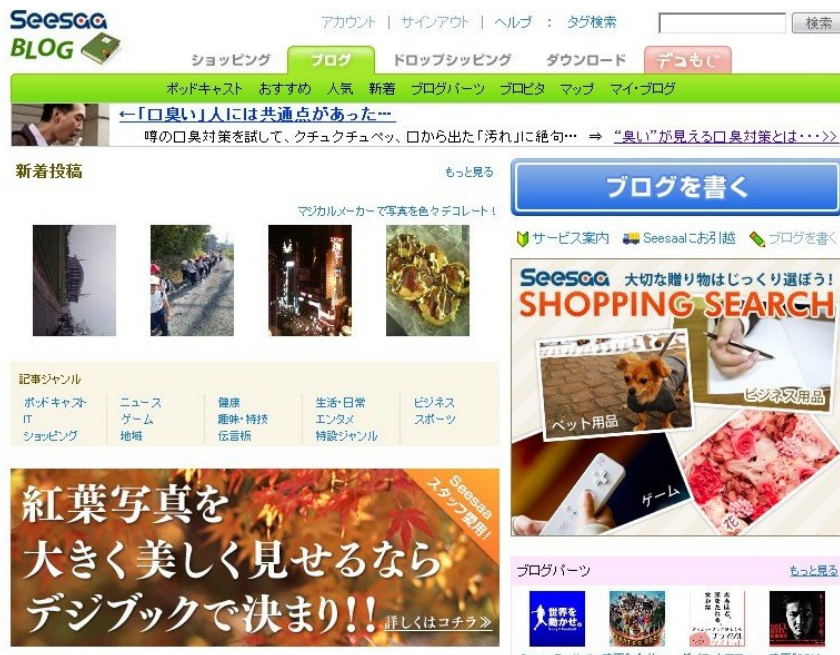 Seesaa
BLOG
アカウント | サインアウト | ヘルプ : タグ検索
検索
ショッピング ブログ ドロップシッピング ダウンロード デコもじ
ポッドキャスト おすすめ 人気 新着 ブログパーツ ブロピタ マップ マイ・ブログ
←「口臭い」人には共通点があった…
噂の口臭対策を試して、クチュクチュペッ、口から出た「汚れ」に絶句… ⇒ “臭い”が見える口臭対策とは・・・>>
新着投稿
もっと見る
マジカルメーカーで写真を色々デコレート!
ブログを書く
サービス案内 Seesaaにお引越 ブログを書く
Seesaa 大切な贈り物はじっくり選ぼう!
SHOPPING SEARCH
ペット用品
ビジネス用品
ゲーム
花
記事ジャンル
ポッドキャスト ニュース 健康 生活・日常 ビジネス
IT ゲーム 趣味・特技 エンタメ スポーツ
ショッピング 地域 伝言板 特設ジャンル
Seesaa
スタッフ愛用!
紅葉写真を
大きく美しく見せるなら
デジブックで決まり!!
詳しくはコチラ≫
ブログパーツ
もっと見る
世界を
動かせ。